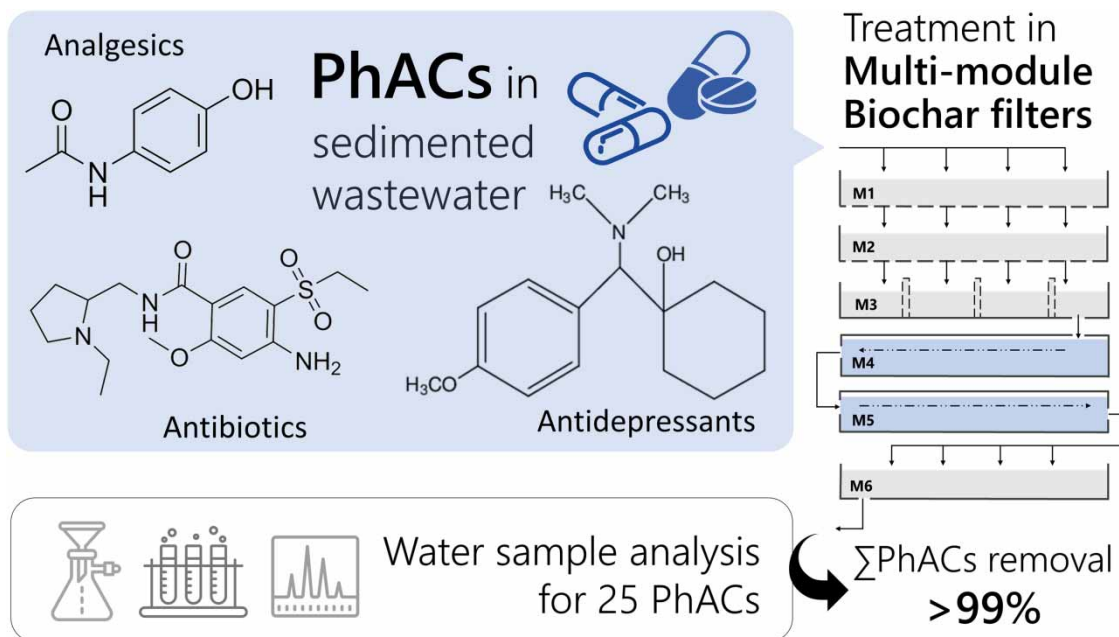 Analgesics
OH
O
N
H
PhACs in
sedimented
wastewater
O
NH
N
O
S
O
O
NH₂
Antibiotics
H₃C
CH₃
N
OH
H₃CO
Antidepressants
Treatment in
Multi-module
Biochar filters
M1
M2
M3
M4
M5
M6
Water sample analysis
for 25 PhACs
∑PhACs removal
>99%